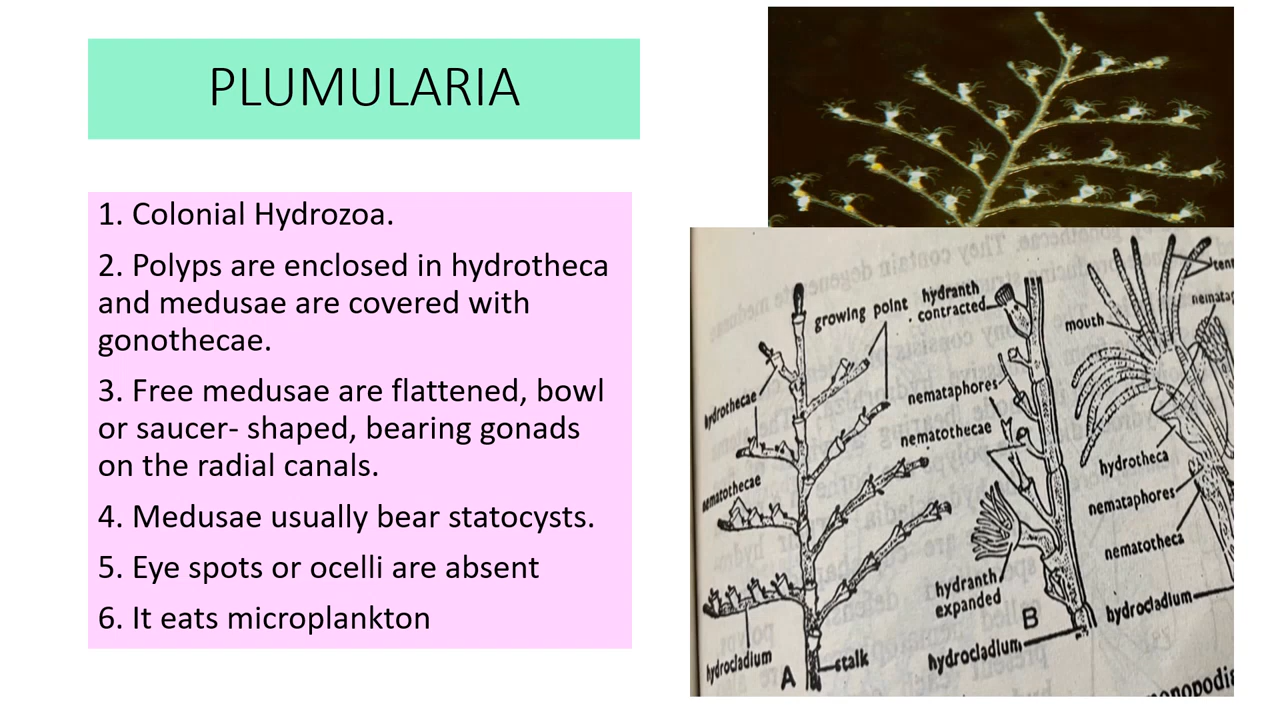 PLUMULARIA
1. Colonial Hydrozoa.
2. Polyps are enclosed in hydrotheca
and medusae are covered with
gonothecae.
3. Free medusae are flattened, bowl
or saucer- shaped, bearing gonads
on the radial canals.
4. Medusae usually bear statocysts.
5. Eye spots or ocelli are absent
6. It eats microplankton
growing point
hydranth
contracted
mouth
hydrothecae
nemataphores
nematothecae
nematothecae
hydrotheca
nemataphores
nematotheca
hydranth
expanded
B
hydrocladium
hydrocladium
hydrocladium
A
stalk